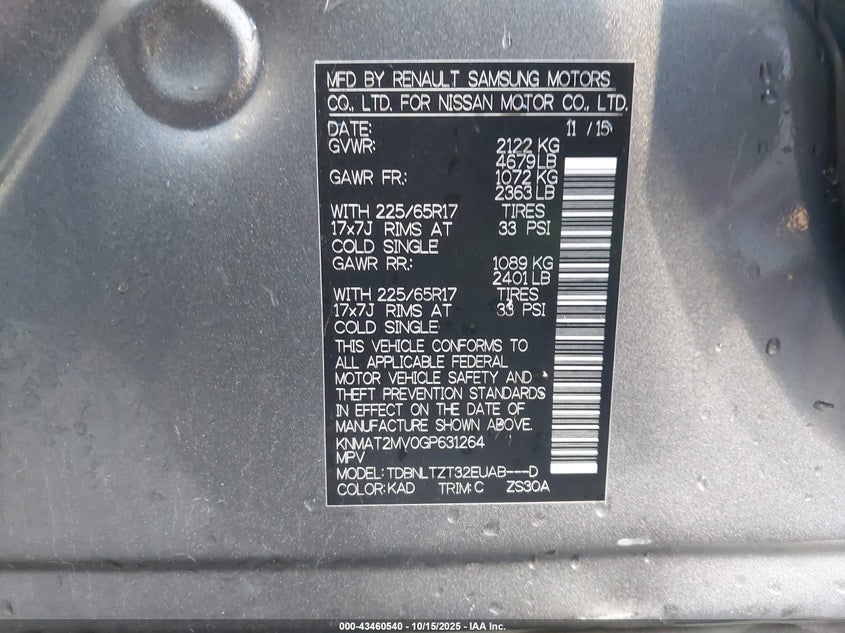 MFD BY RENAULT SAMSUNG MOTORS
CO., LTD. FOR NISSAN MOTOR CO., LTD.
DATE: 11 / 15
GVWR: 2122 KG
4679 LB
GAWR FR.: 1072 KG
2363 LB
WITH 225/65R17 TIRES
17x7J RIMS AT 33 PSI
COLD SINGLE
GAWR RR.: 1089 KG
2401 LB
WITH 225/65R17 TIRES
17x7J RIMS AT 33 PSI
COLD SINGLE
THIS VEHICLE CONFORMS TO
ALL APPLICABLE FEDERAL
MOTOR VEHICLE SAFETY AND
THEFT PREVENTION STANDARDS
IN EFFECT ON THE DATE OF
MANUFACTURE SHOWN ABOVE.
KNMAT2MV0GP631264
MPV
MODEL: TDBNLTZT32EUAB---D
COLOR: KAD TRIM: C ZS30A
000-43460540 - 10/15/2025 - IAA Inc.